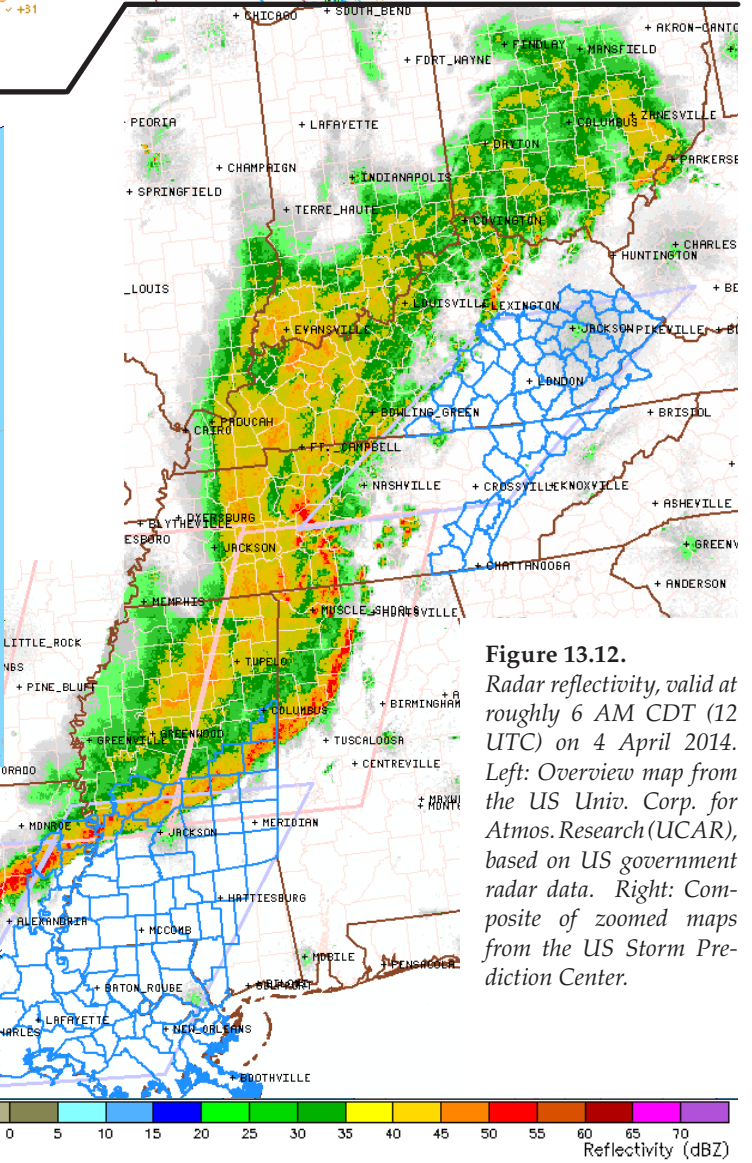 +31
+ CHICAGO
+ SOUTH_BEND
+ AKRON-CANTO
+ FINDLAY
+ MANSFIELD
+ FORT_WAYNE
PEORIA
+ LAFAYETTE
+ COLUMBUS
+ ZANESVILLE
+ DAYTON
+ PARKERSB
+ CHAMPAIGN
+ INDIANAPOLIS
+ SPRINGFIELD
+ TERRE_HAUTE
+ COVINGTON
+ CHARLES
+ HUNTINGTON
_LOUIS
+ BE
+ LOUISVILLE
+ LEXINGTON
+ EVANSVILLE
+ JACKSON
PIKEVILLE
+ LONDON
+ BOWLING_GREEN
+ BRISTOL
+ PADUCAH
+ CAIRO
+ FT._CAMPBELL
+ NASHVILLE
+ CROSSVILLE
+ KNOXVILLE
+ ASHEVILLE
+ DYERSBURG
+ BLYTHEVILLE
ESBORO
+ JACKSON
+ GREENV
+ CHATTANOOGA
+ ANDERSON
+ MEMPHIS
+ MUSCLE_SHOALS
HUNTSVILLE
LITTLE_ROCK
NBS
+ TUPELO
+ PINE_BLUFF
+ BIRMINGHAM
+ A
+ COLUMBUS
+ GREENWOOD
+ GREENVILLE
+ TUSCALOOSA
+ CENTREVILLE
ORADO
+ MONROE
+ JACKSON
+ MERIDIAN
+ HATTIESBURG
+ ALEXANDRIA
+ MCCOMB
+ MOBILE
+ PENSACOLA
+ BATON_ROUGE
+ LAFAYETTE
HARLES
+ NEW_ORLEANS
+ BOOTHVILLE
Figure 13.12.
Radar reflectivity, valid at
roughly 6 AM CDT (12
UTC) on 4 April 2014.
Left: Overview map from
the US Univ. Corp. for
Atmos. Research (UCAR),
based on US government
radar data. Right: Com-
posite of zoomed maps
from the US Storm Pre-
diction Center.
0 5 10 15 20 25 30 35 40 45 50 55 60 65 70
Reflectivity (dBZ)